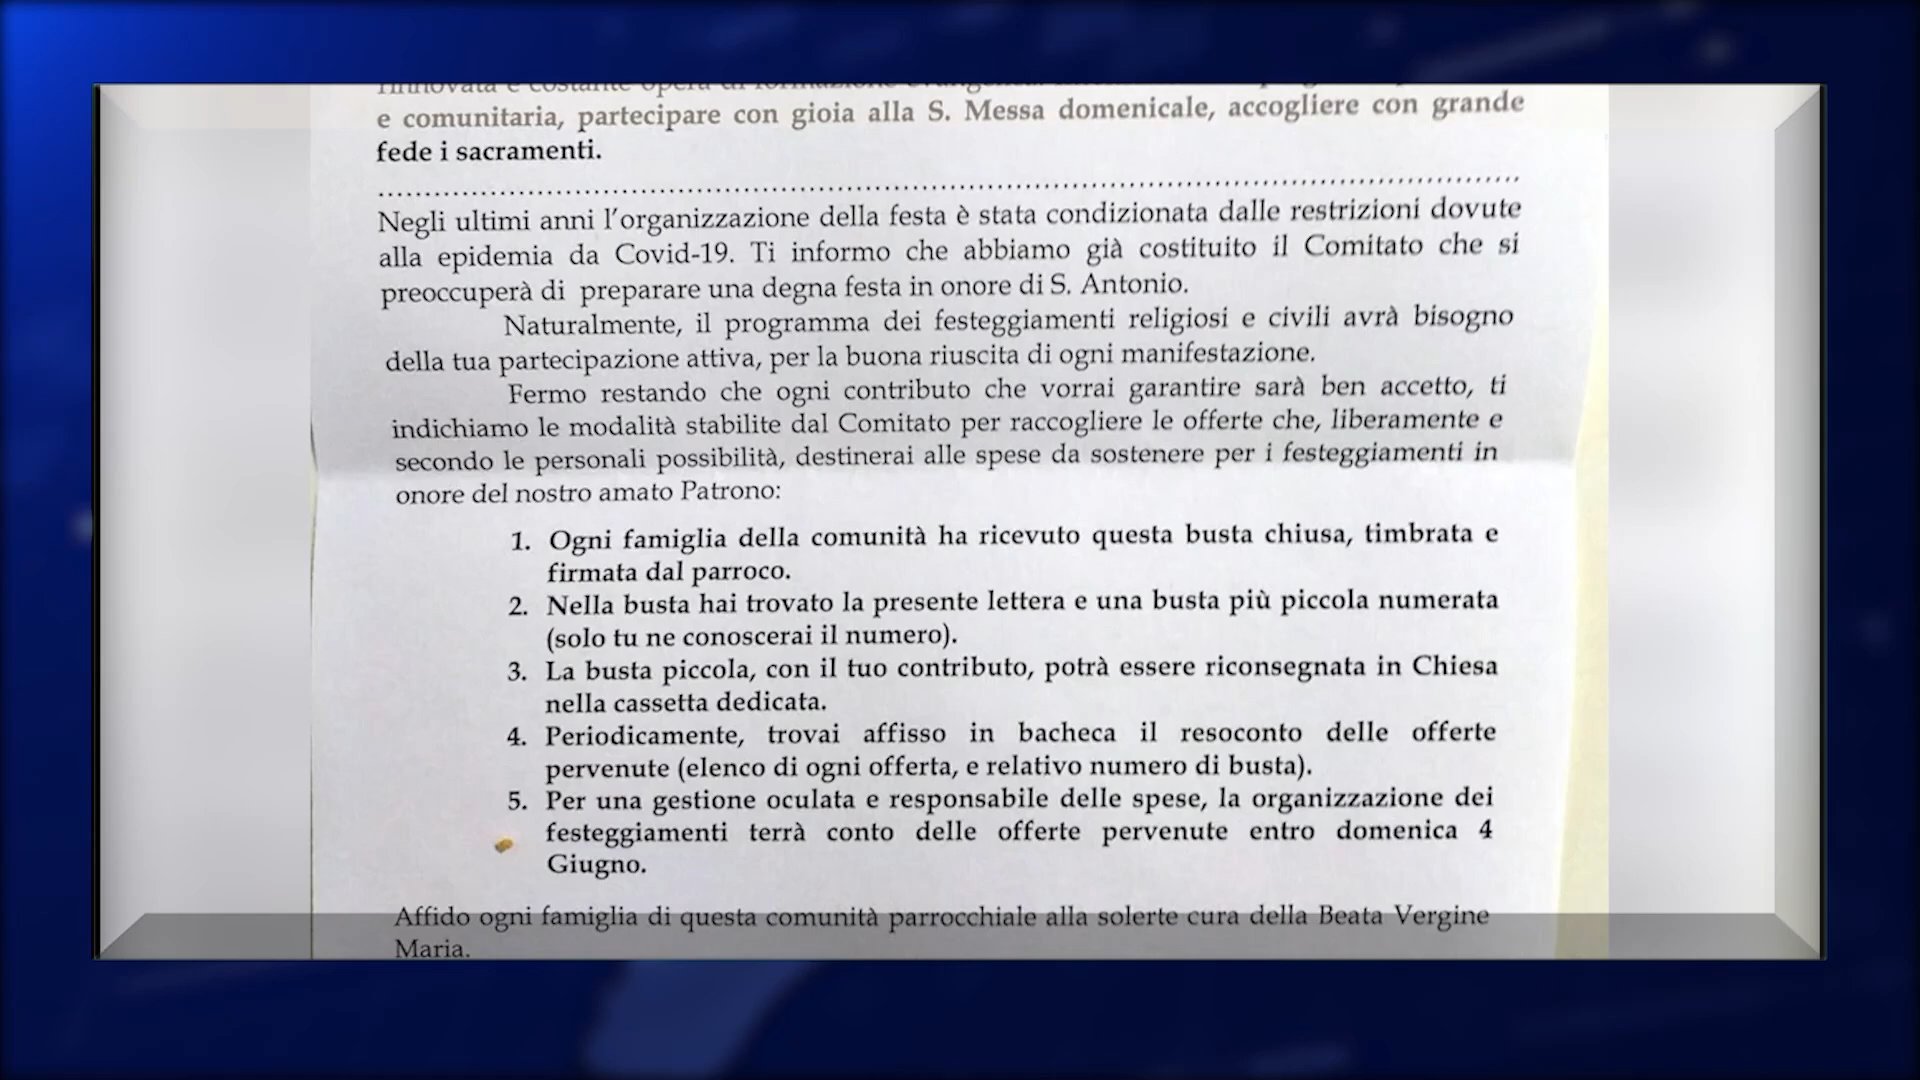 rinnovata e costante opera di formazione
e comunitaria, partecipare con gioia alla S. Messa domenicale, accogliere con grande
fede i sacramenti.
................................................................................
Negli ultimi anni l'organizzazione della festa è stata condizionata dalle restrizioni dovute
alla epidemia da Covid-19. Ti informo che abbiamo già costituito il Comitato che si
preoccuperà di preparare una degna festa in onore di S. Antonio.
Naturalmente, il programma dei festeggiamenti religiosi e civili avrà bisogno
della tua partecipazione attiva, per la buona riuscita di ogni manifestazione.
Fermo restando che ogni contributo che vorrai garantire sarà ben accetto, ti
indichiamo le modalità stabilite dal Comitato per raccogliere le offerte che, liberamente e
secondo le personali possibilità, destinerai alle spese da sostenere per i festeggiamenti in
onore del nostro amato Patrono:
1. Ogni famiglia della comunità ha ricevuto questa busta chiusa, timbrata e
firmata dal parroco.
2. Nella busta hai trovato la presente lettera e una busta più piccola numerata
(solo tu ne conoscerai il numero).
3. La busta piccola, con il tuo contributo, potrà essere riconsegnata in Chiesa
nella cassetta dedicata.
4. Periodicamente, trovai affisso in bacheca il resoconto delle offerte
pervenute (elenco di ogni offerta, e relativo numero di busta).
5. Per una gestione oculata e responsabile delle spese, la organizzazione dei
festeggiamenti terrà conto delle offerte pervenute entro domenica 4
Giugno.
Affido ogni famiglia di questa comunità parrocchiale alla solerte cura della Beata Vergine
Maria.